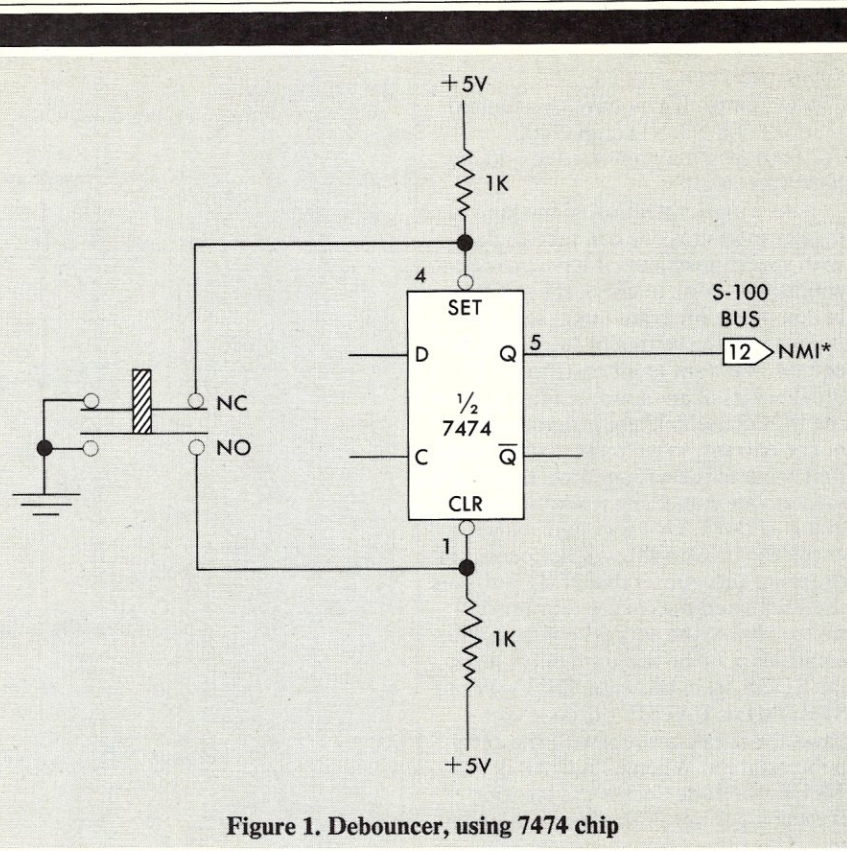 +5V
1K
4
SET
S-100
BUS
D
Q
5
12
NMI*
NC
½
7474
NO
C
Q̅
CLR
1
1K
+5V
Figure 1. Debouncer, using 7474 chip